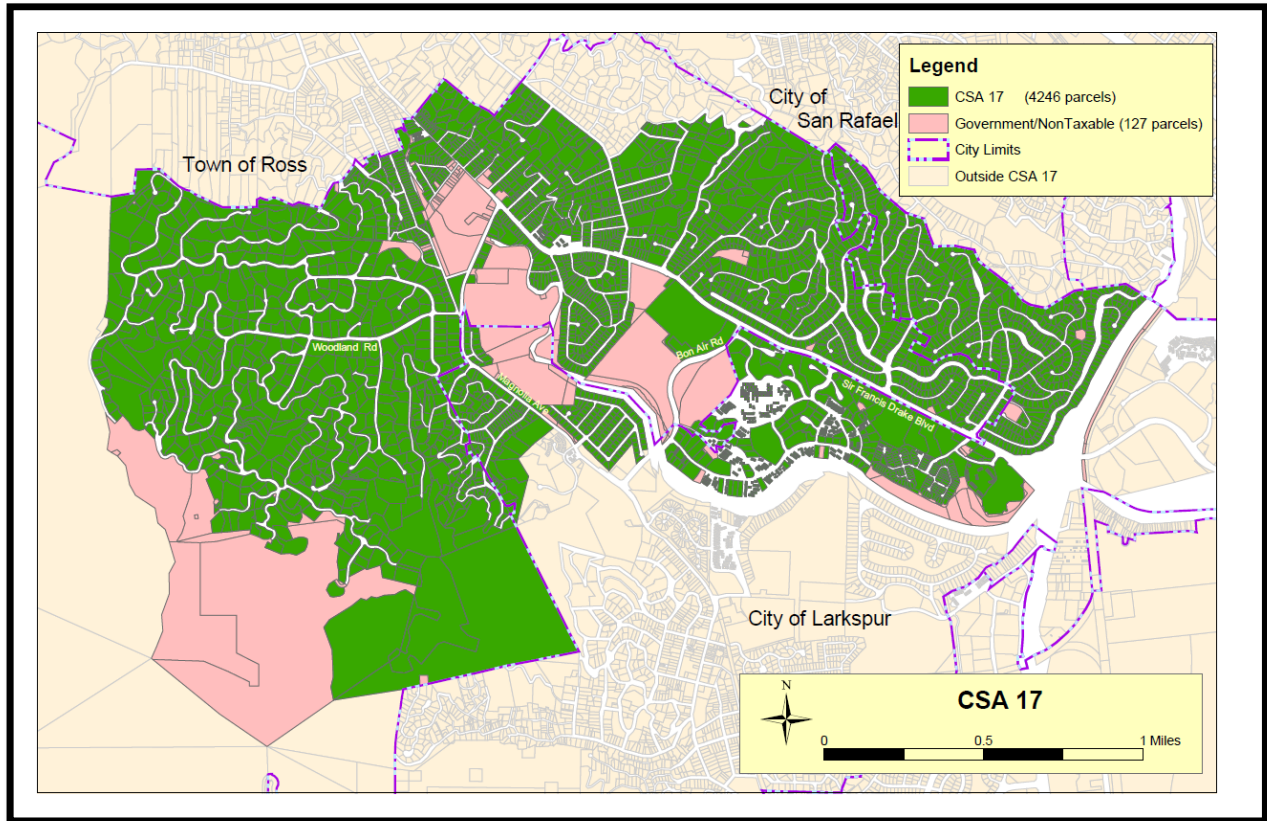 Legend
CSA 17 (4246 parcels)
Government/NonTaxable (127 parcels)
City Limits
Outside CSA 17
City of
San Rafael
Town of Ross
Woodland Rd
Magnolia Ave
Bon Air Rd
Sir Francis Drake Blvd
City of Larkspur
N
CSA 17
0
0.5
1 Miles